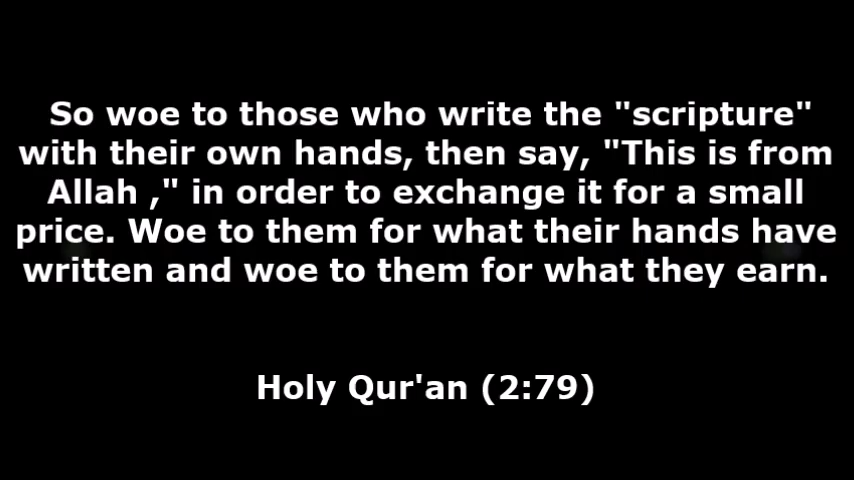 So woe to those who write the "scripture"
with their own hands, then say, "This is from
Allah ," in order to exchange it for a small
price. Woe to them for what their hands have
written and woe to them for what they earn.
Holy Qur'an (2:79)